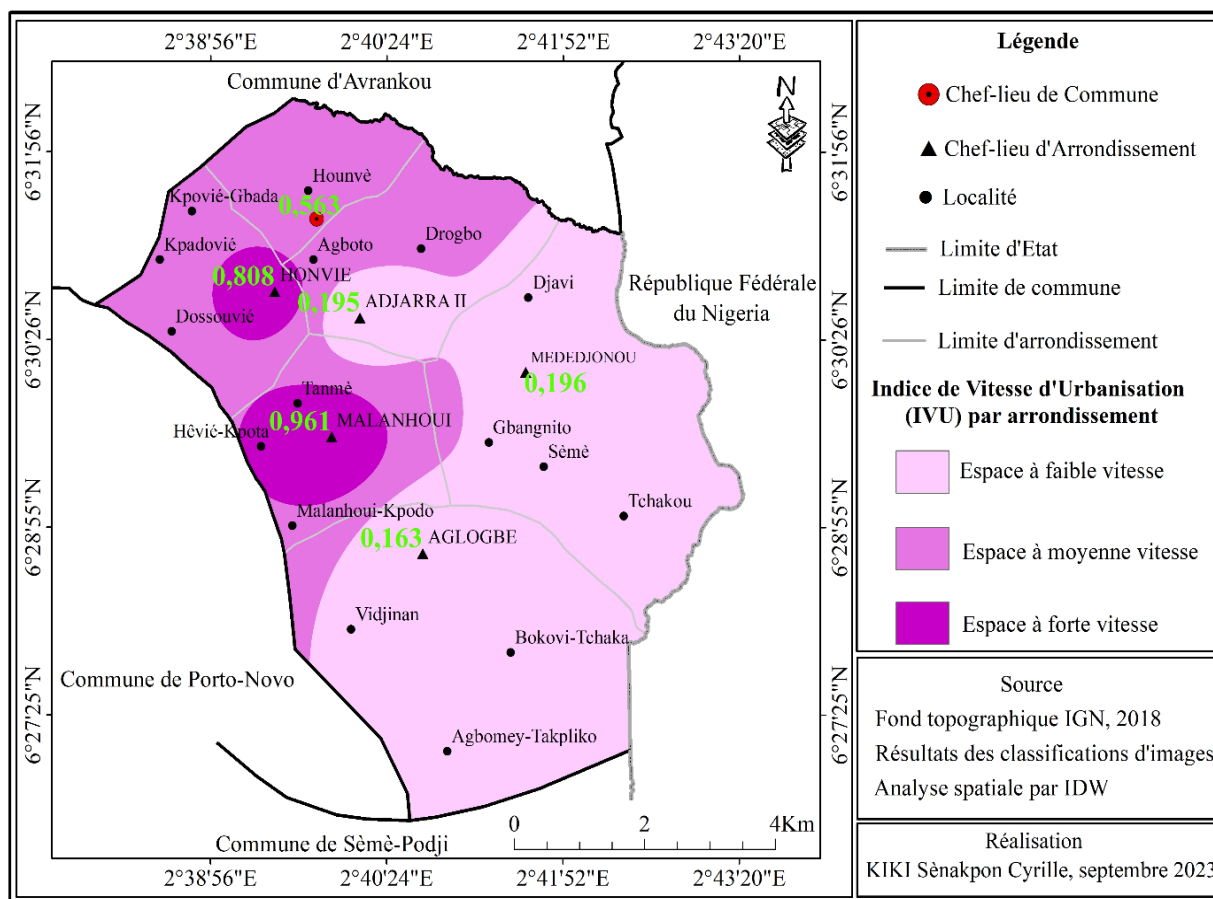 2°38'56"E
2°40'24"E
2°41'52"E
2°43'20"E
Commune d'Avrankou
N
6°31'56"N
6°31'56"N
Hounvè
Kpovié-Gbada
0,563
Kpadovié
Agboto
Drogbo
0,808
HONVIE
0,195
ADJARRA II
Djavi
République Fédérale
du Nigeria
Dossouvié
6°30'26"N
6°30'26"N
MEDEDJONOU
0,196
Tanmè
0,961
MALANHOUI
Hêvié-Kpota
Gbangnito
Sèmè
Tchakou
Malanhoui-Kpodo
6°28'55"N
6°28'55"N
0,163
AGLOGBE
Vidjinan
Bokovi-Tchaka
Commune de Porto-Novo
6°27'25"N
6°27'25"N
Agbomey-Takpliko
0 2 4Km
Commune de Sèmè-Podji
2°38'56"E
2°40'24"E
2°41'52"E
2°43'20"E
Légende
Chef-lieu de Commune
Chef-lieu d'Arrondissement
Localité
Limite d'Etat
Limite de commune
Limite d'arrondissement
Indice de Vitesse d'Urbanisation
(IVU) par arrondissement
Espace à faible vitesse
Espace à moyenne vitesse
Espace à forte vitesse
Source
Fond topographique IGN, 2018
Résultats des classifications d'images
Analyse spatiale par IDW
Réalisation
KIKI Sènakpon Cyrille, septembre 2023